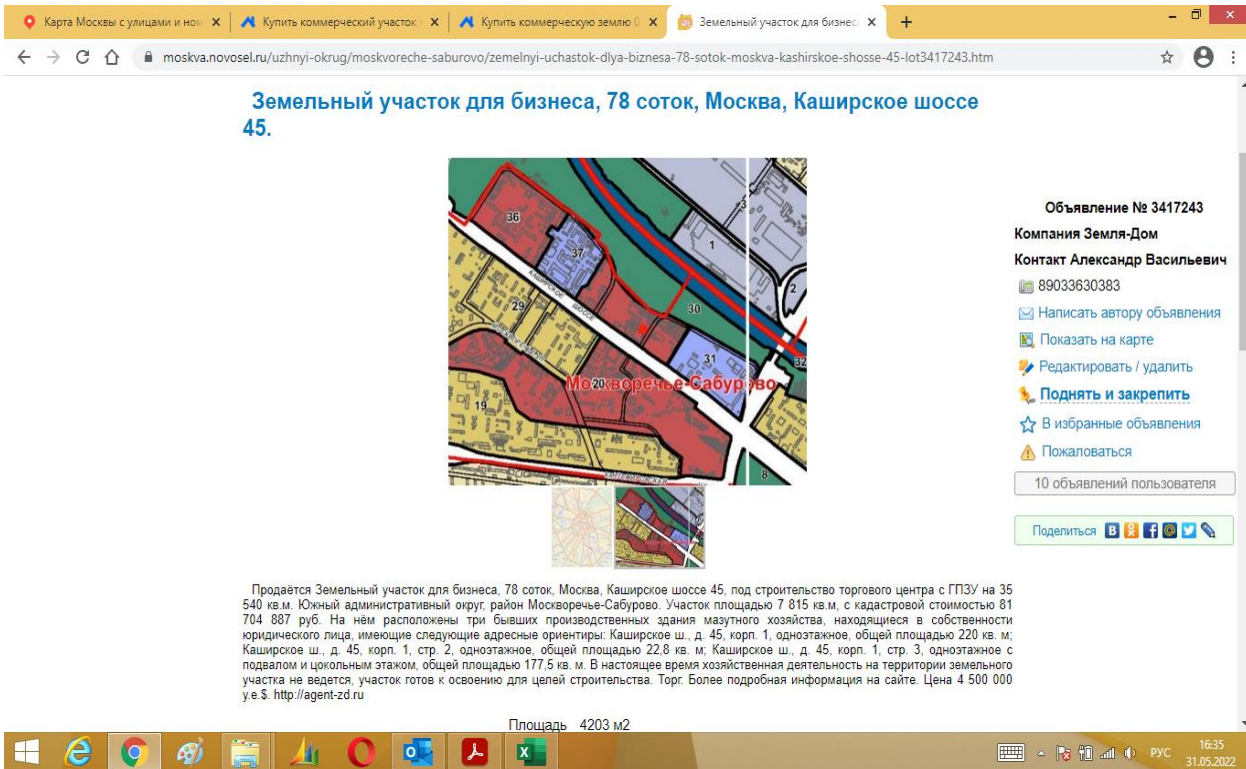 Карта Москвы с улицами и ном
Купить коммерческий участок
Купить коммерческую землю
Земельный участок для бизнес
moskva.novosel.ru/uzhnyi-okrug/moskvoreche-saburovo/zemelnyi-uchastok-dlya-biznesa-78-sotok-moskva-kashirskoe-shosse-45-lot3417243.htm
Земельный участок для бизнеса, 78 соток, Москва, Каширское шоссе
45.
3
36
1
37
2
КАШИРСКОЕ ШОССЕ
30
29
31
32
Москворечье-Сабурово
20
19
8
Объявление № 3417243
Компания Земля-Дом
Контакт Александр Васильевич
89033630383
Написать автору объявления
Показать на карте
Редактировать / удалить
Поднять и закрепить
В избранные объявления
Пожаловаться
10 объявлений пользователя
Поделиться
Продаётся Земельный участок для бизнеса, 78 соток, Москва, Каширское шоссе 45, под строительство торгового центра с ГПЗУ на 35
540 кв.м. Южный административный округ, район Москворечье-Сабурово. Участок площадью 7 815 кв.м, с кадастровой стоимостью 81
704 887 руб. На нём расположены три бывших производственных здания мазутного хозяйства, находящиеся в собственности
юридического лица, имеющие следующие адресные ориентиры: Каширское ш., д. 45, корп. 1, одноэтажное, общей площадью 220 кв. м;
Каширское ш., д. 45, корп. 1, стр. 2, одноэтажное, общей площадью 22,8 кв. м; Каширское ш., д. 45, корп. 1, стр. 3, одноэтажное с
подвалом и цокольным этажом, общей площадью 177,5 кв. м. В настоящее время хозяйственная деятельность на территории земельного
участка не ведется, участок готов к освоению для целей строительства. Торг. Более подробная информация на сайте. Цена 4 500 000
у.е.$. http://agent-zd.ru
Площадь 4203 м2
РУС
16:35
31.05.2022